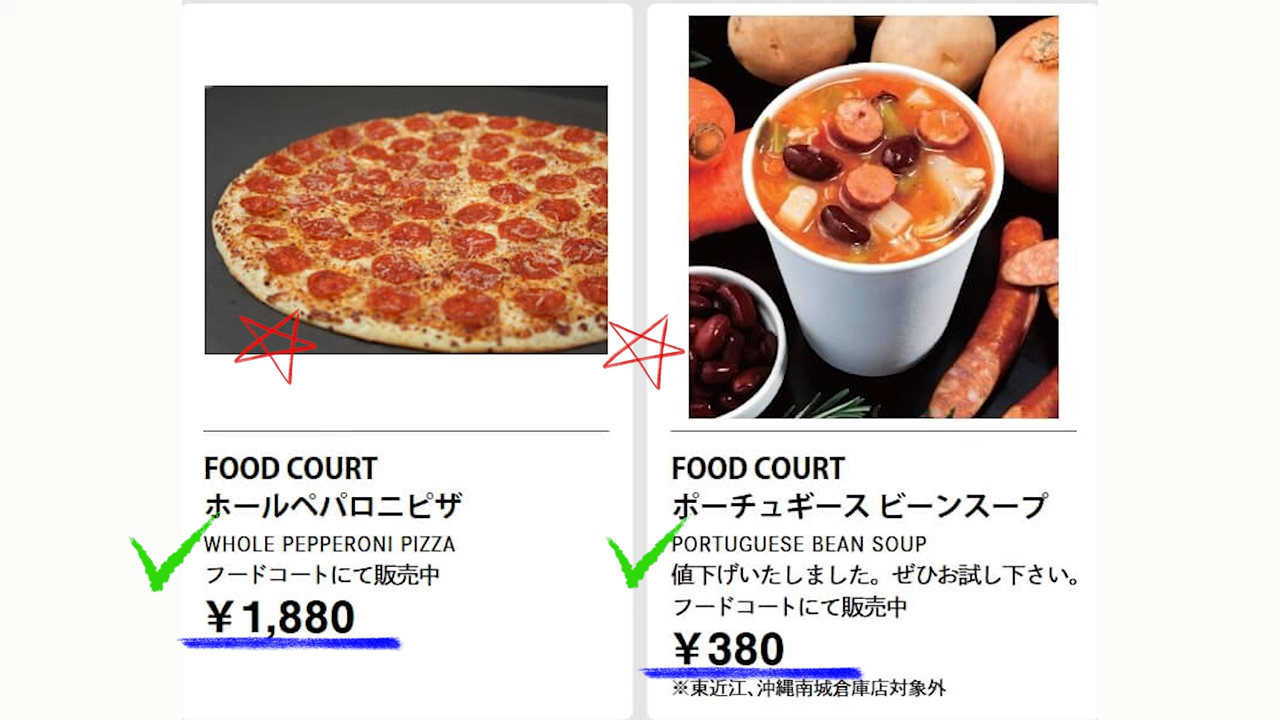 FOOD COURT
ホールペパロニピザ
WHOLE PEPPERONI PIZZA
フードコートにて販売中
¥1,880
FOOD COURT
ポーチュギース ビーンスープ
PORTUGUESE BEAN SOUP
値下げいたしました。ぜひお試し下さい。
フードコートにて販売中
¥380
※東近江、沖縄南城倉庫店対象外